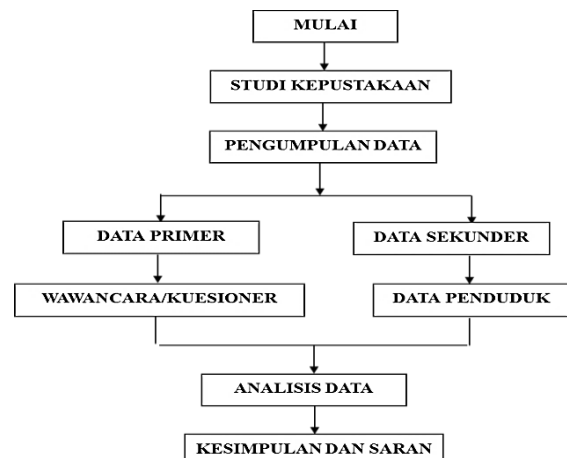 MULAI
STUDI KEPUSTAKAAN
PENGUMPULAN DATA
DATA PRIMER
DATA SEKUNDER
WAWANCARA/KUESIONER
DATA PENDUDUK
ANALISIS DATA
KESIMPULAN DAN SARAN